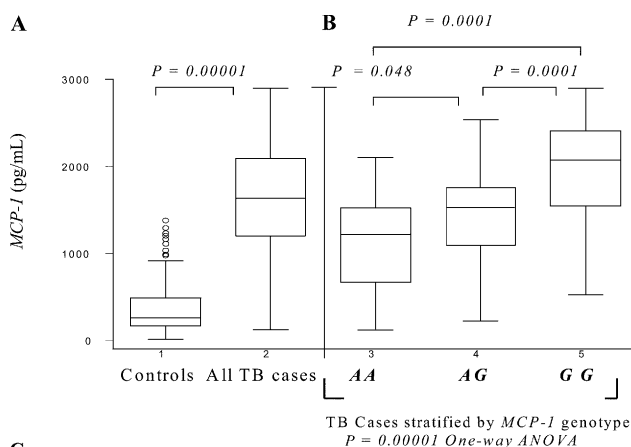 A
B
P = 0.0001
P = 0.00001
P = 0.048
P = 0.0001
MCP-1 (pg/mL)
3000
2000
1000
0
1 2 3 4 5
Controls All TB cases AA AG G G
TB Cases stratified by MCP-1 genotype
P = 0.00001 One-way ANOVA